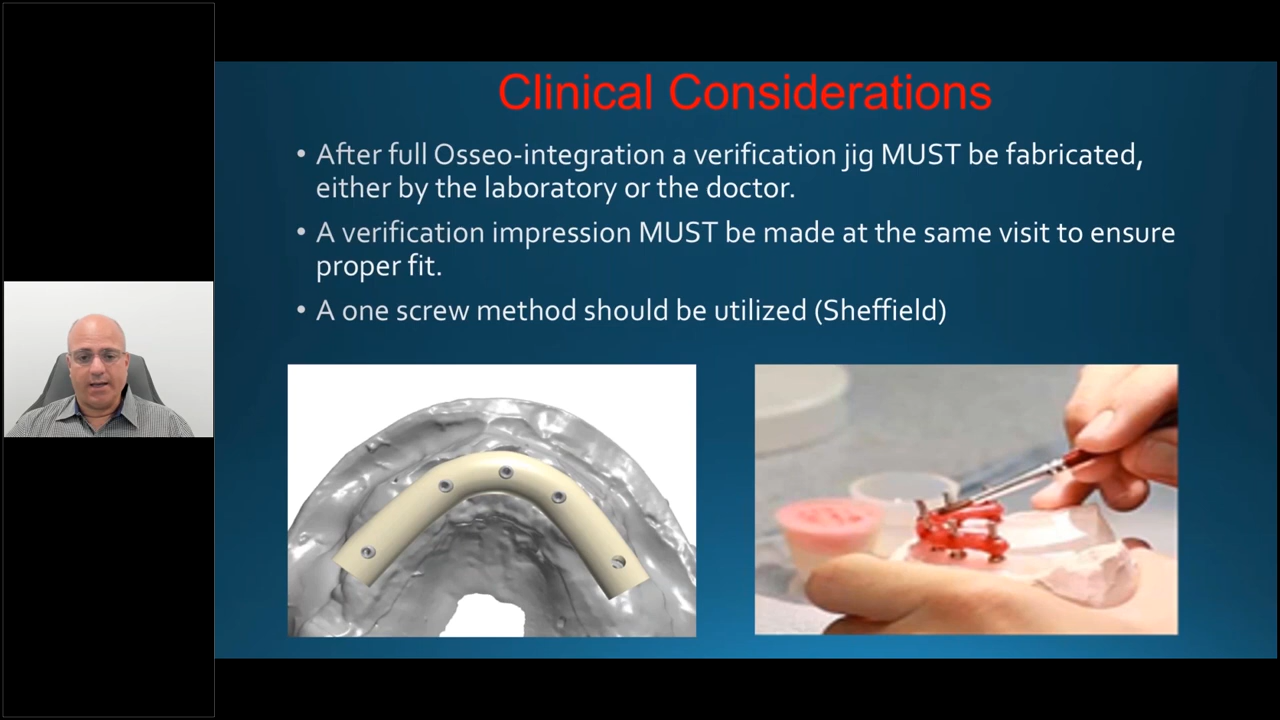 Clinical Considerations
• After full Osseo-integration a verification jig MUST be fabricated,
either by the laboratory or the doctor.
• A verification impression MUST be made at the same visit to ensure
proper fit.
• A one screw method should be utilized (Sheffield)